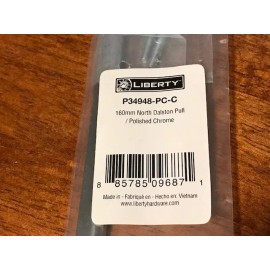 LIBERTY
P34948-PC-C
160mm North Dalston Pull
/ Polished Chrome
8 85785 09687 1
Made in - Fabriqué en - Hecho en: Vietnam
www.libertyhardware.com